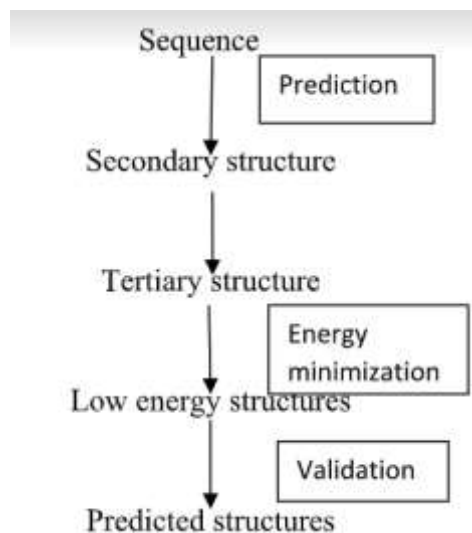 Sequence
Prediction
Secondary structure
Tertiary structure
Energy
minimization
Low energy structures
Validation
Predicted structures